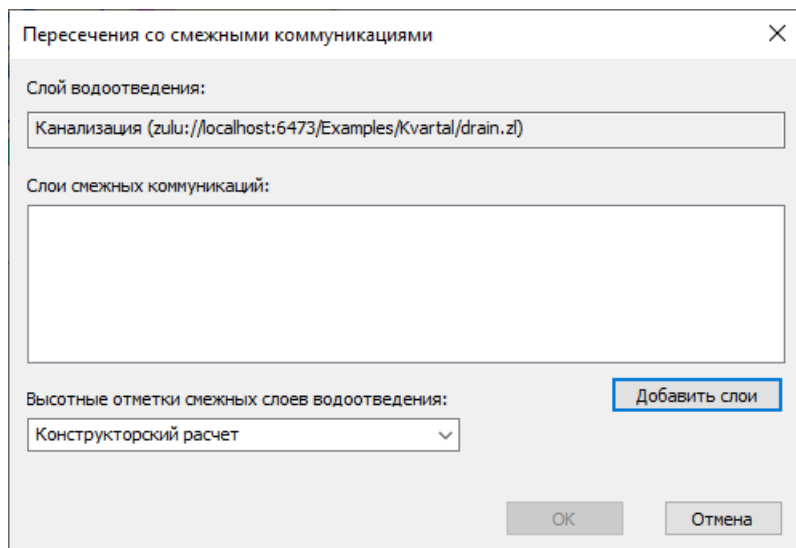 Пересечения со смежными коммуникациями
Слой водоотведения:
Канализация (zulu://localhost:6473/Examples/Kvartal/drain.zl)
Слои смежных коммуникаций:
Добавить слои
Высотные отметки смежных слоев водоотведения:
Конструкторский расчет
ОК
Отмена